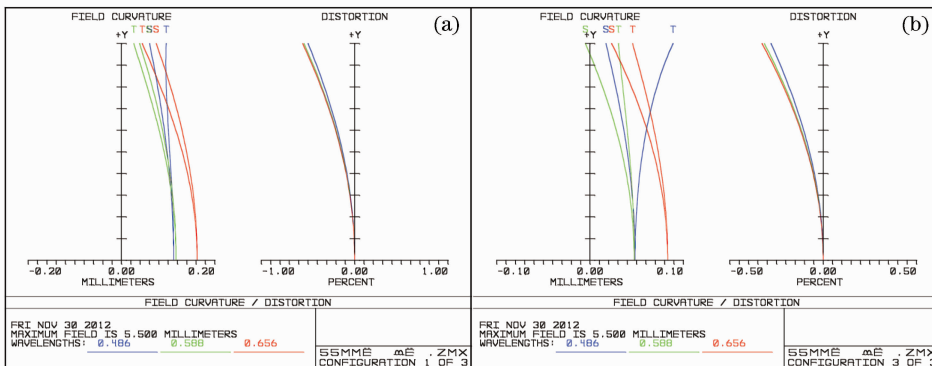 FIELD CURVATURE
DISTORTION
(a)
T T S S T
+Y
+Y
-0.20
0.00
0.20
MILLIMETERS
-1.00
0.00
1.00
PERCENT
FIELD CURVATURE / DISTORTION
FRI NOV 30 2012
MAXIMUM FIELD IS 5.500 MILLIMETERS
WAVELENGTHS: 0.486 0.588 0.656
.ZMX
CONFIGURATION 1 OF 3
FIELD CURVATURE
DISTORTION
(b)
S S S T T T
+Y
+Y
-0.10
0.00
0.10
MILLIMETERS
-0.50
0.00
0.50
PERCENT
FIELD CURVATURE / DISTORTION
FRI NOV 30 2012
MAXIMUM FIELD IS 5.500 MILLIMETERS
WAVELENGTHS: 0.486 0.588 0.656
.ZMX
CONFIGURATION 3 OF 3